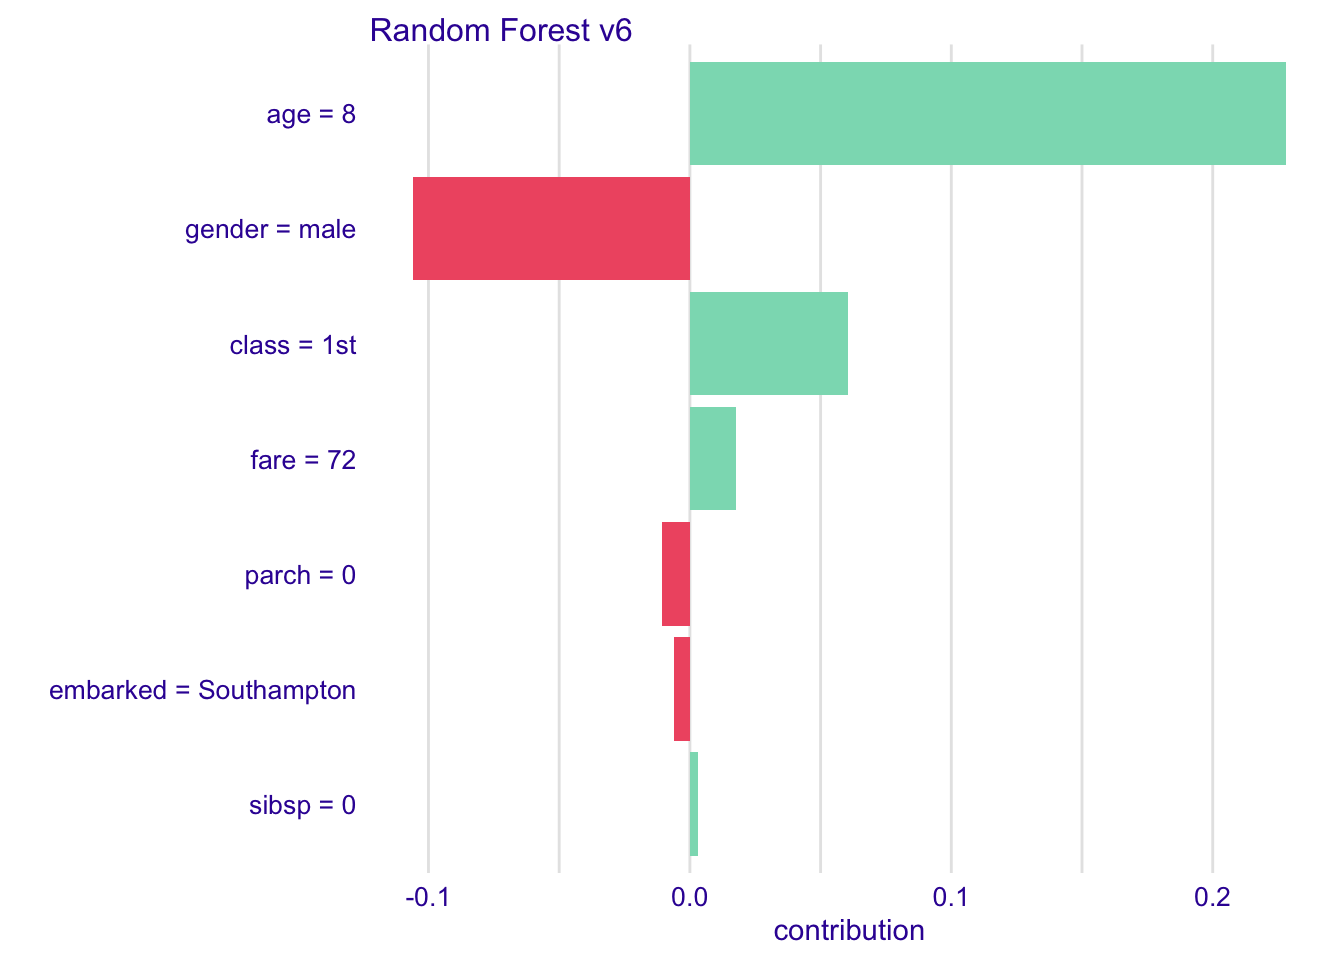 Random Forest v6
age = 8
gender = male
class = 1st
fare = 72
parch = 0
embarked = Southampton
sibsp = 0
-0.1 0.0 0.1 0.2
contribution